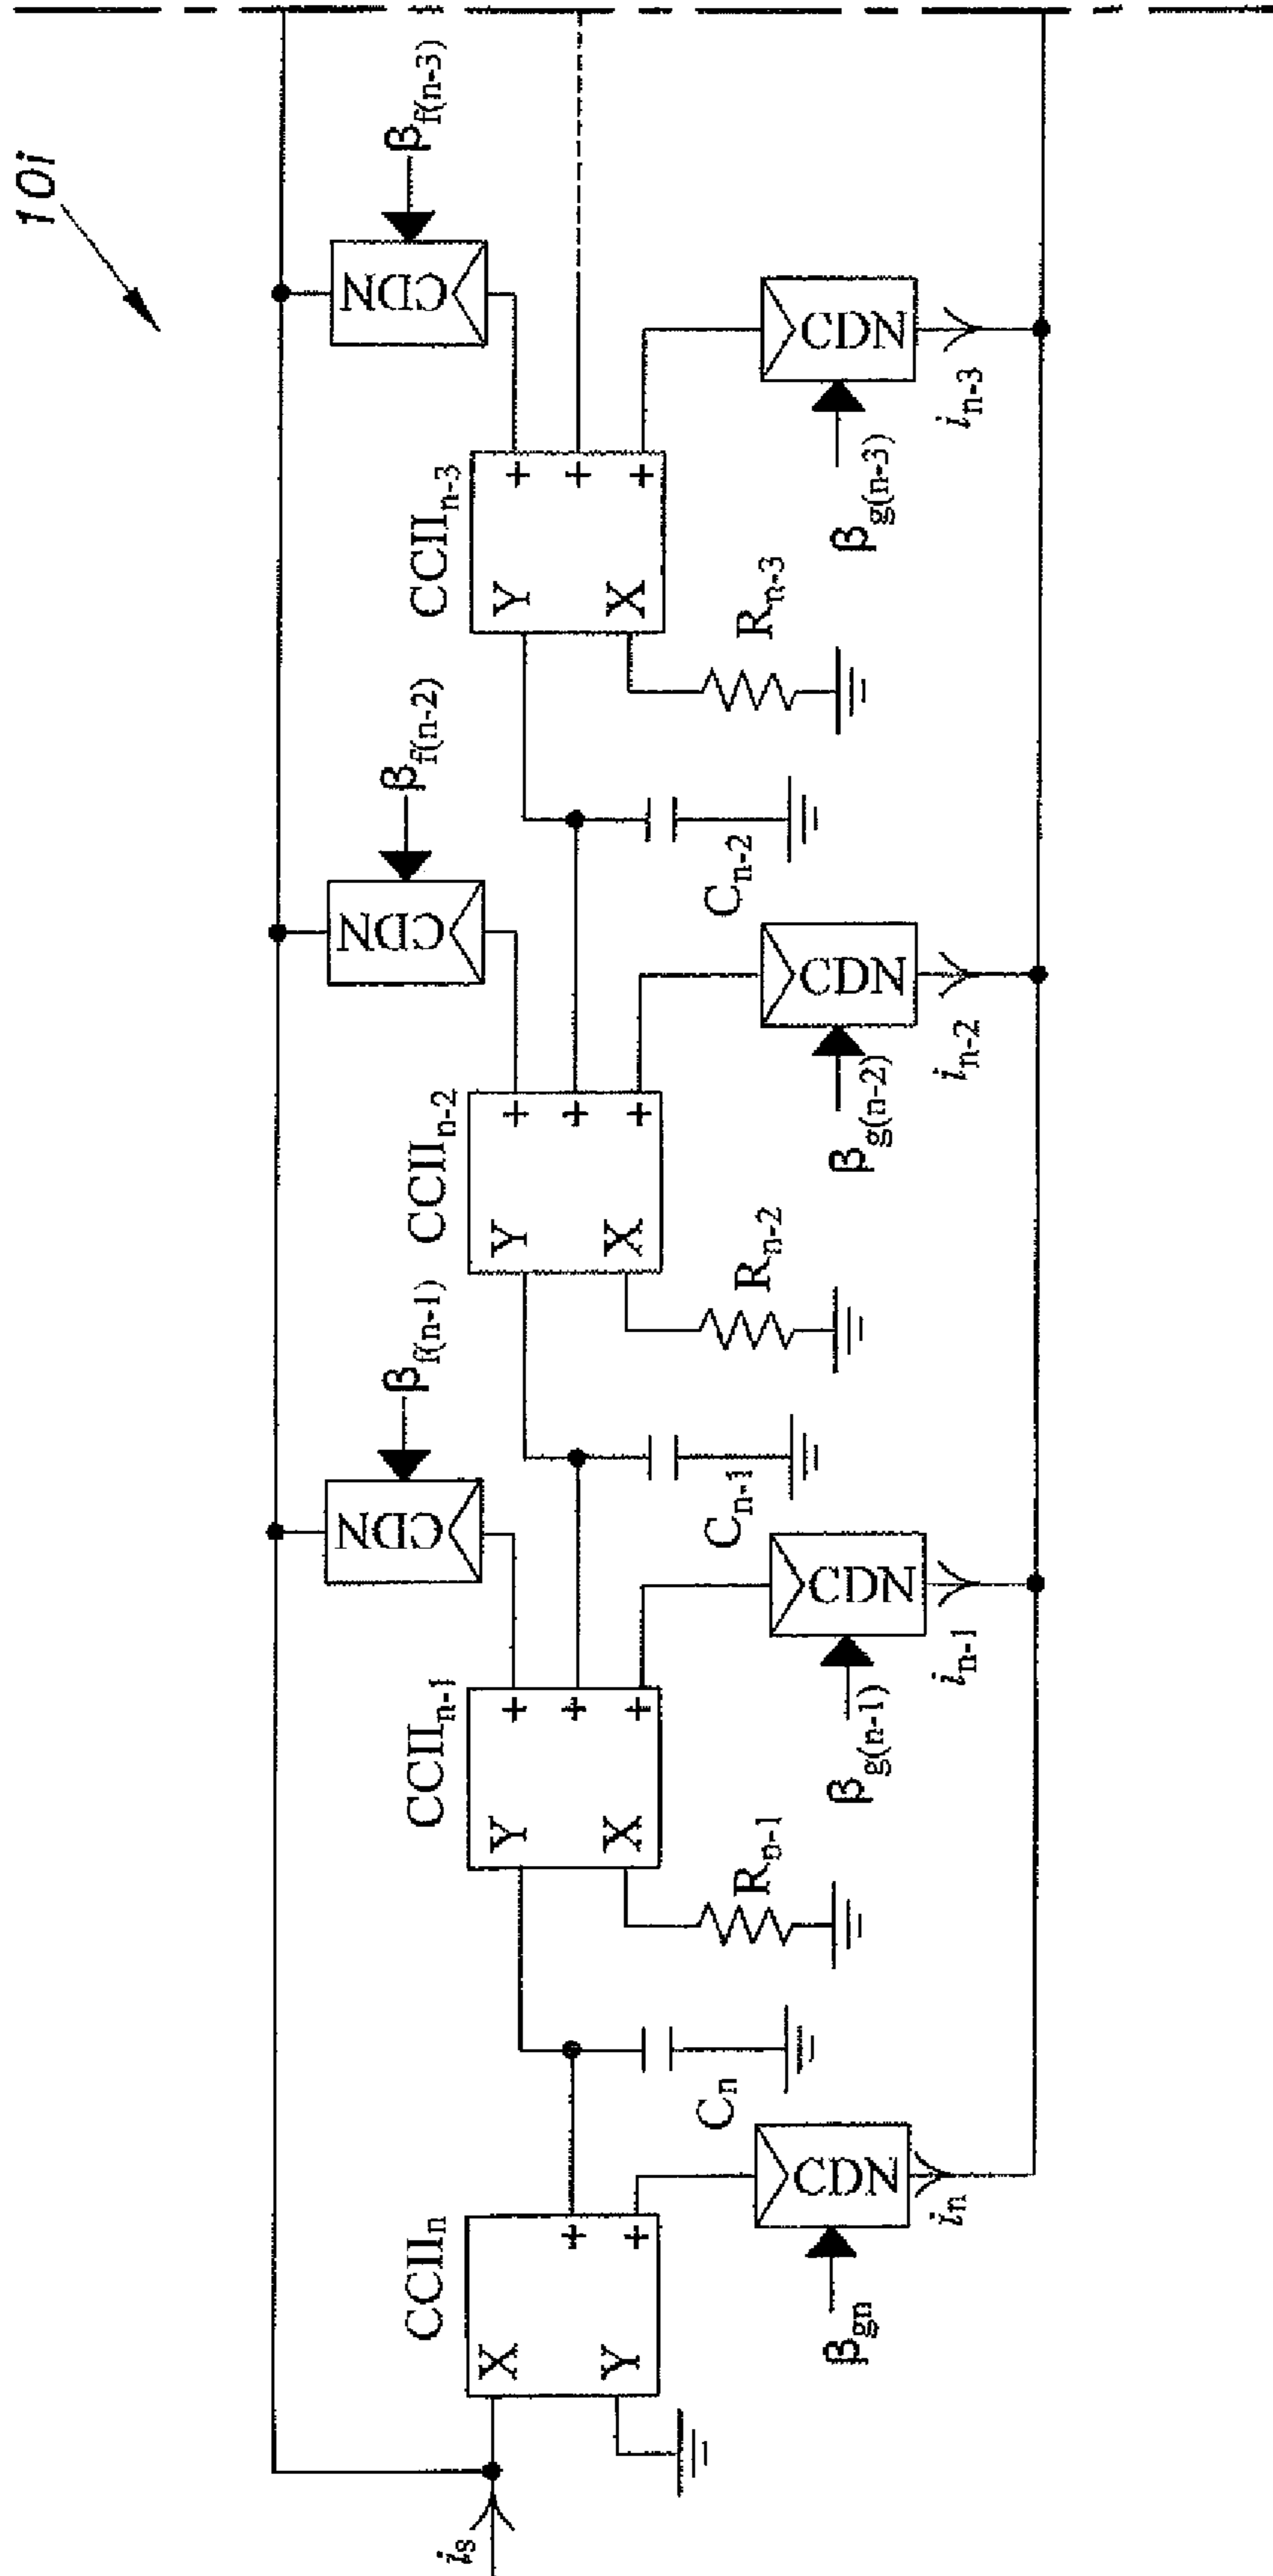 10i
β_f(n-1)
β_f(n-2)
β_f(n-3)
CDN
CDN
CDN
CCII_n
CCII_n-1
CCII_n-2
CCII_n-3
i_s
X
+
Y
+
Y
+
+
X
+
Y
+
+
X
+
Y
+
+
X
+
C_n
R_n-1
C_n-1
R_n-2
C_n-2
R_n-3
β_gn
CDN
β_g(n-1)
CDN
β_g(n-2)
CDN
β_g(n-3)
CDN
i_n
i_n-1
i_n-2
i_n-3